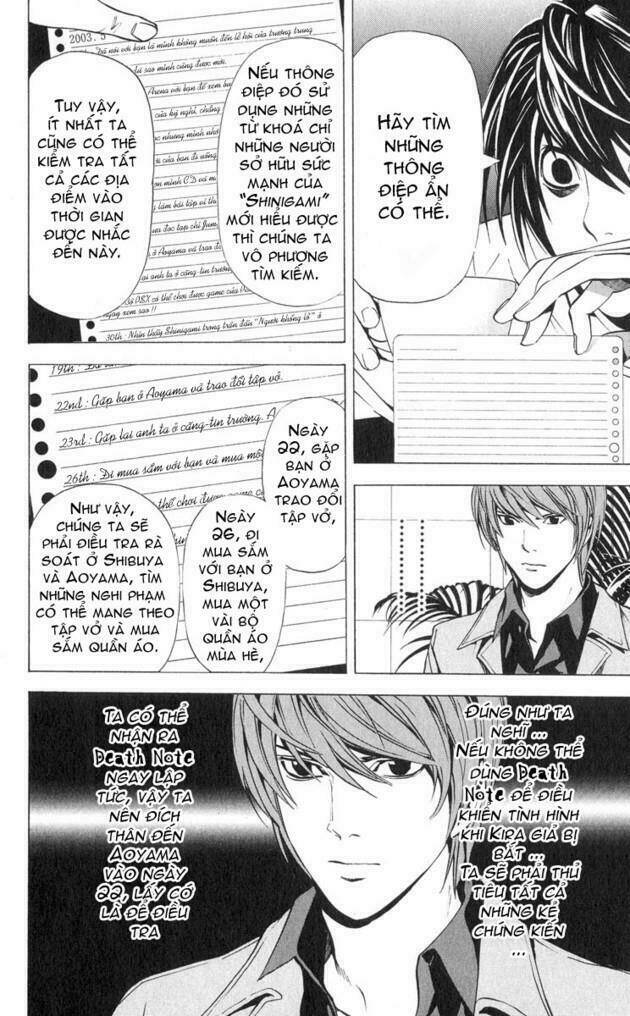 HÃY TÌM
NHỮNG
THÔNG
ĐIỆP ẨN
CÓ THỂ.
NẾU THÔNG
ĐIỆP ĐÓ SỬ
DỤNG NHỮNG
TỪ KHOÁ CHỈ
NHỮNG NGƯỜI
SỞ HỮU SỨC
MẠNH CỦA
"SHINIGAMI"
MỚI HIỂU ĐƯỢC
THÌ CHÚNG TA
VÔ PHƯƠNG
TÌM KIẾM.
TUY VẬY,
ÍT NHẤT TA
CŨNG CÓ THỂ
KIỂM TRA TẤT
CẢ CÁC ĐỊA
ĐIỂM VÀO
THỜI GIAN
ĐƯỢC NHẮC
ĐẾN NÀY.
2003. 5
30th : Nhìn thấy Shinigami trong trận đấn "Người khổng lồ" ở
22nd : Gặp bạn ở Aoyama và trao đổi tập vở.
23rd : Gặp lại anh ta ở căng-tin trường.
26th : Đi mua sắm với bạn và mua một
NGÀY
22, GẶP
BẠN Ở
AOYAMA
TRAO ĐỔI
TẬP VỞ,
NGÀY
26, ĐI
MUA SẮM
VỚI BẠN Ở
SHIBUYA,
MUA MỘT
VÀI BỘ
QUẦN ÁO
MÙA HÈ,
NHƯ VẬY,
CHÚNG TA SẼ
PHẢI ĐIỀU TRA RÀ
SOÁT Ở SHIBUYA
VÀ AOYAMA, TÌM
NHỮNG NGHI PHẠM
CÓ THỂ MANG THEO
TẬP VỞ VÀ MUA
SẮM QUẦN ÁO.
ĐÚNG NHƯ TA
NGHĨ ...
NẾU KHÔNG THỂ
DÙNG Death
Note ĐỂ ĐIỀU
KHIỂN TÌNH HÌNH
KHI KIRA GIẢ BỊ
BẮT ...
TA SẼ PHẢI THỦ
TIÊU TẤT CẢ
NHỮNG KẺ
CHỨNG KIẾN
...
TA CÓ THỂ
NHẬN RA
Death Note
NGAY LẬP
TỨC, VẬY TA
NÊN ĐÍCH
THÂN ĐẾN
AOYAMA
VÀO NGÀY
22, LẤY CỚ
LÀ ĐỂ ĐIỀU
TRA